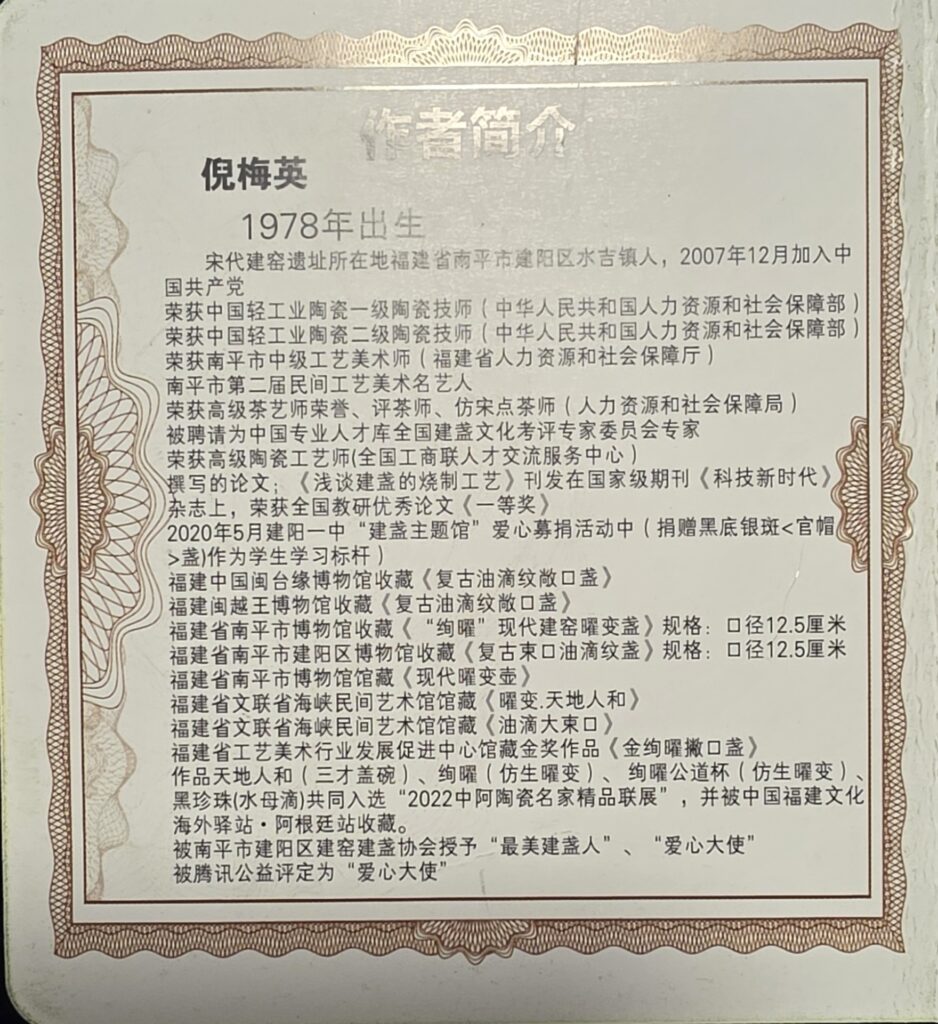 作者简介
倪梅英
1978年出生
宋代建窑遗址所在地福建省南平市建阳区水吉镇人，2007年12月加入中
国共产党
荣获中国轻工业陶瓷一级陶瓷技师（中华人民共和国人力资源和社会保障部）
荣获中国轻工业陶瓷二级陶瓷技师（中华人民共和国人力资源和社会保障部）
荣获南平市中级工艺美术师（福建省人力资源和社会保障厅）
南平市第二届民间工艺美术名艺人
荣获高级茶艺师荣誉、评茶师、仿宋点茶师（人力资源和社会保障局）
被聘请为中国专业人才库全国建盏文化考评专家委员会专家
荣获高级陶瓷工艺师(全国工商联人才交流服务中心）
撰写的论文；《浅谈建盏的烧制工艺》刊发在国家级期刊《科技新时代》
杂志上，荣获全国教研优秀论文《一等奖》
2020年5月建阳一中“建盏主题馆”爱心募捐活动中（捐赠黑底银斑<官帽
>盏)作为学生学习标杆）
福建中国闽台缘博物馆收藏《复古油滴纹敞口盏》
福建闽越王博物馆收藏《复古油滴纹敞口盏》
福建省南平市博物馆收藏《“绚曜”现代建窑曜变盏》规格：口径12.5厘米
福建省南平市建阳区博物馆收藏《复古束口油滴纹盏》规格：口径12.5厘米
福建省南平市博物馆馆藏《现代曜变壶》
福建省文联省海峡民间艺术馆馆藏《曜变.天地人和》
福建省文联省海峡民间艺术馆馆藏《油滴大束口》
福建省工艺美术行业发展促进中心馆藏金奖作品《金绚曜撇口盏》
作品天地人和（三才盖碗）、绚曜（仿生曜变）、绚曜公道杯（仿生曜变）、
黑珍珠(水母滴)共同入选“2022中阿陶瓷名家精品联展”，并被中国福建文化
海外驿站·阿根廷站收藏。
被南平市建阳区建窑建盏协会授予“最美建盏人”、“爱心大使”
被腾讯公益评定为“爱心大使”